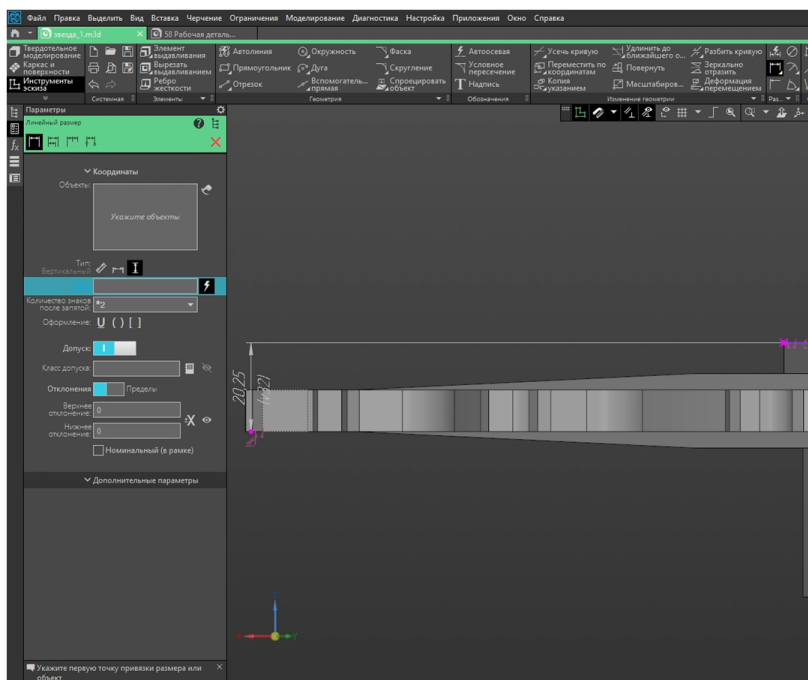 Файл Правка Выделить Вид Вставка Черчение Ограничения Моделирование Диагностика Настройка Приложения Окно Справка
звезда_1.m3d × 58 Рабочая деталь...
Твердотельное моделирование
Каркас и поверхности
Инструменты эскиза
Системная
Элемент выдавливания
Вырезать выдавливанием
Ребро жесткости
Элементы
Автолиния
Прямоугольник
Отрезок
Окружность
Дуга
Вспомогатель... прямая
Фаска
Скругление
Спроецировать объект
Геометрия
Автоосевая
Условное пересечение
Надпись
Обозначения
Усечь кривую
Переместить по координатам
Копия указанием
Удлинить до ближайшего о...
Повернуть
Масштабиров...
Разбить кривую
Зеркально отразить
Деформация перемещением
Изменение геометрии
Раз...
Параметры
Линейный размер
Координаты
Объекты:
Укажите объекты
Тип:
Вертикальный
Количество знаков
после запятой:
*2
Оформление: U ( ) [ ]
Допуск:
Класс допуска:
Отклонения Пределы
Верхнее
отклонение:
0
Нижнее
отклонение:
0
Номинальный (в рамке)
Дополнительные параметры
20,25
(v32)
Укажите первую точку привязки размера или
объект